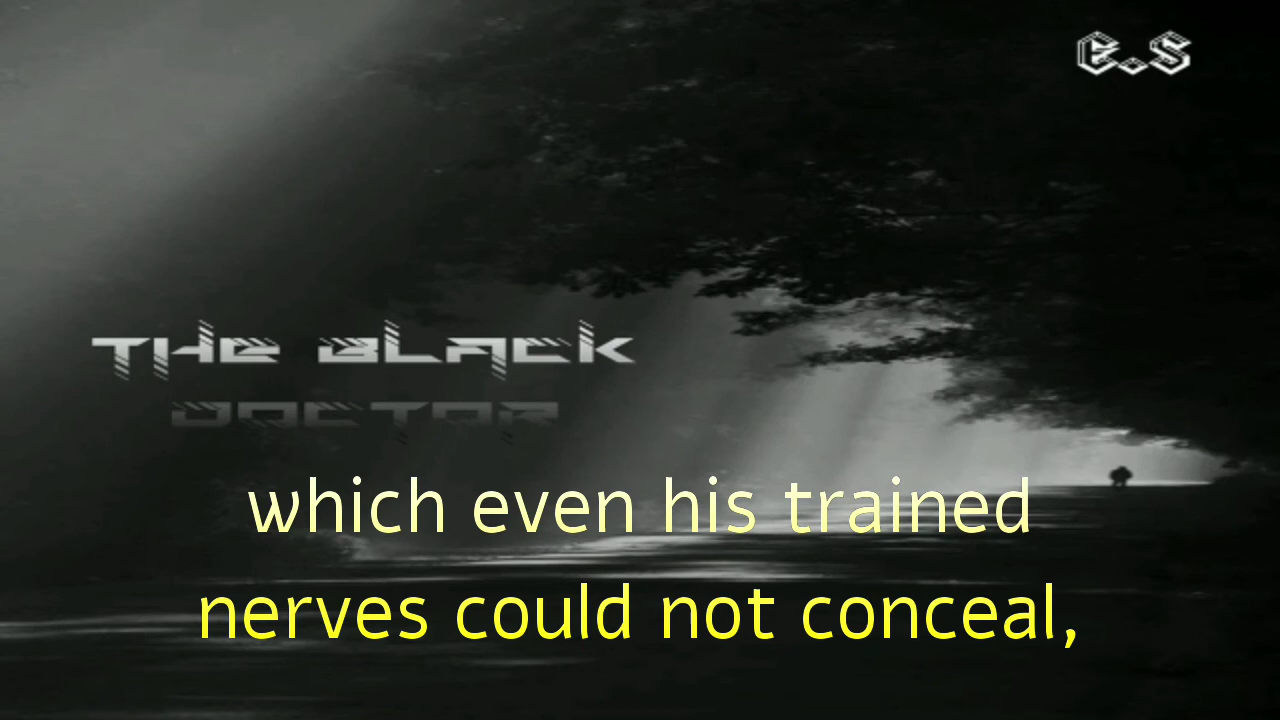 e.s
THE BLACK
DOCTOR
which even his trained
nerves could not conceal,